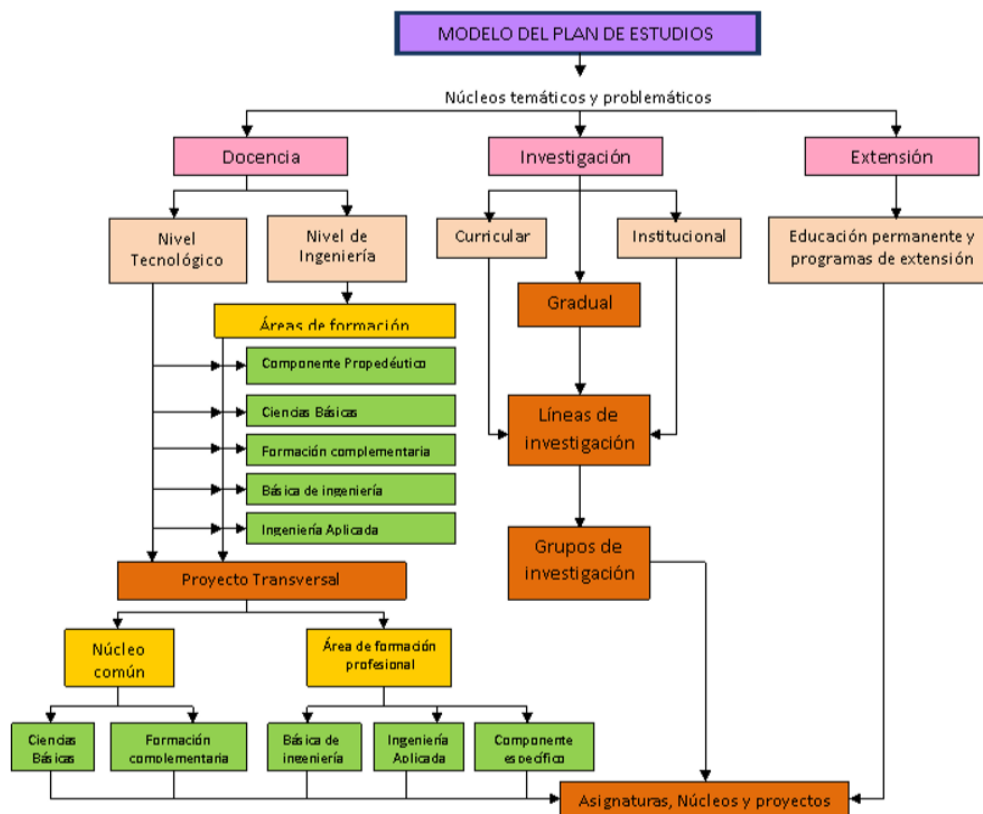 MODELO DEL PLAN DE ESTUDIOS
Núcleos temáticos y problemáticos
Docencia
Investigación
Extensión
Nivel
Tecnológico
Nivel de
Ingeniería
Curricular
Institucional
Educación permanente y
programas de extensión
Gradual
Áreas de formación
Componente Propedéutico
Ciencias Básicas
Formación complementaria
Básica de ingeniería
Ingeniería Aplicada
Líneas de
investigación
Grupos de
investigación
Proyecto Transversal
Núcleo
común
Área de formación
profesional
Ciencias
Básicas
Formación
complementaria
Básica de
ingeniería
Ingeniería
Aplicada
Componente
específico
Asignaturas, Núcleos y proyectos